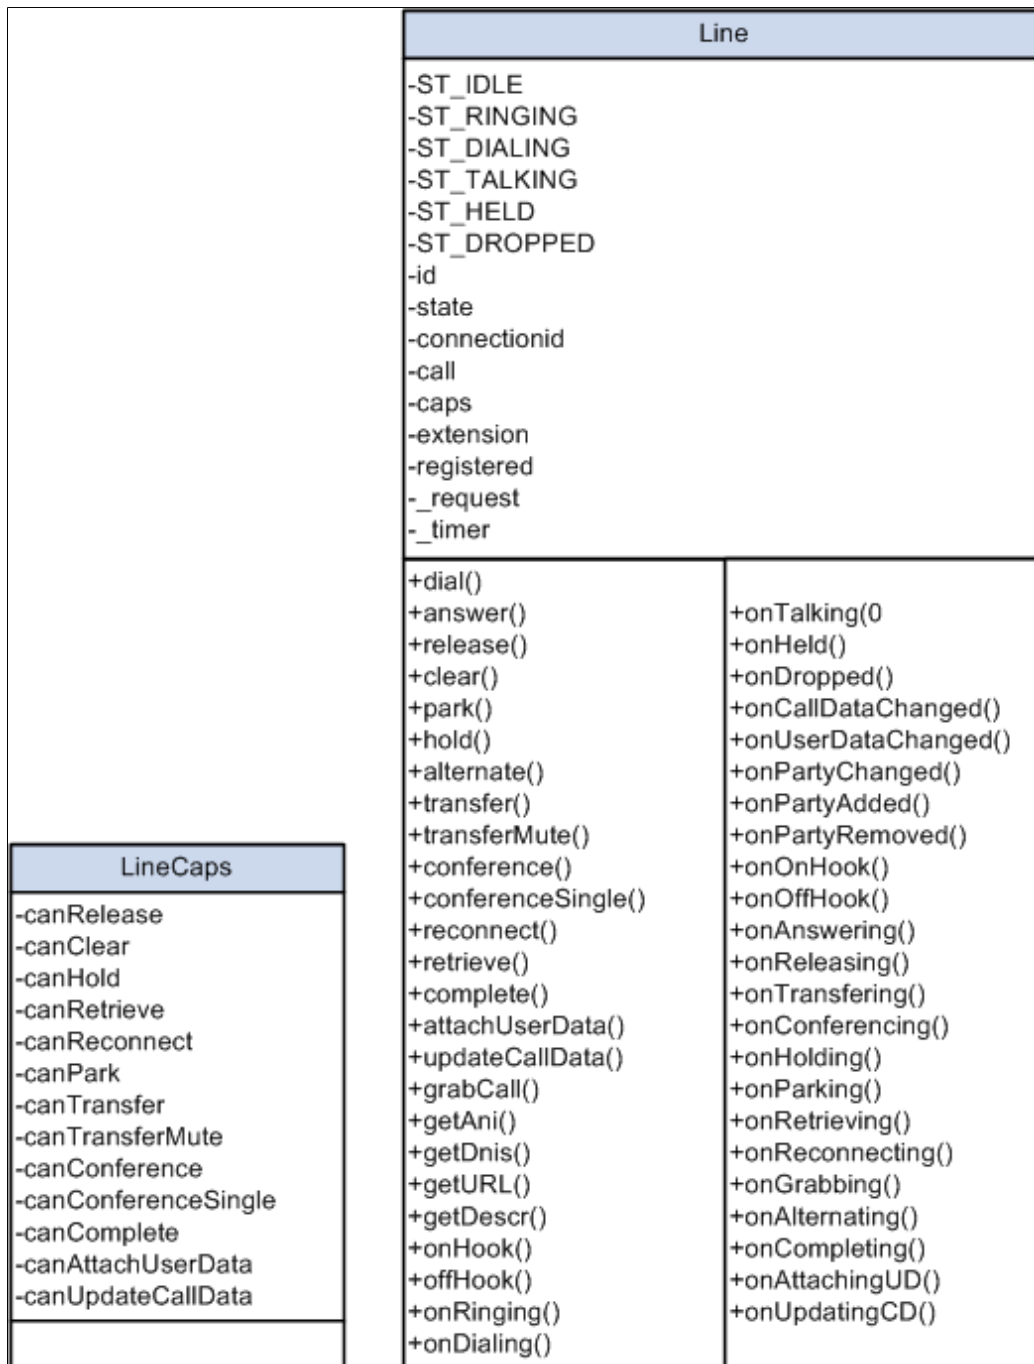 Line
-ST_IDLE
-ST_RINGING
-ST_DIALING
-ST_TALKING
-ST_HELD
-ST_DROPPED
-id
-state
-connectionid
-call
-caps
-extension
-registered
-_request
-_timer
+dial()
+answer()
+release()
+clear()
+park()
+hold()
+alternate()
+transfer()
+transferMute()
+conference()
+conferenceSingle()
+reconnect()
+retrieve()
+complete()
+attachUserData()
+updateCallData()
+grabCall()
+getAni()
+getDnis()
+getURL()
+getDescr()
+onHook()
+offHook()
+onRinging()
+onDialing()
+onTalking(0
+onHeld()
+onDropped()
+onCallDataChanged()
+onUserDataChanged()
+onPartyChanged()
+onPartyAdded()
+onPartyRemoved()
+onOnHook()
+onOffHook()
+onAnswering()
+onReleasing()
+onTransfering()
+onConferencing()
+onHolding()
+onParking()
+onRetrieving()
+onReconnecting()
+onGrabbing()
+onAlternating()
+onCompleting()
+onAttachingUD()
+onUpdatingCD()
LineCaps
-canRelease
-canClear
-canHold
-canRetrieve
-canReconnect
-canPark
-canTransfer
-canTransferMute
-canConference
-canConferenceSingle
-canComplete
-canAttachUserData
-canUpdateCallData